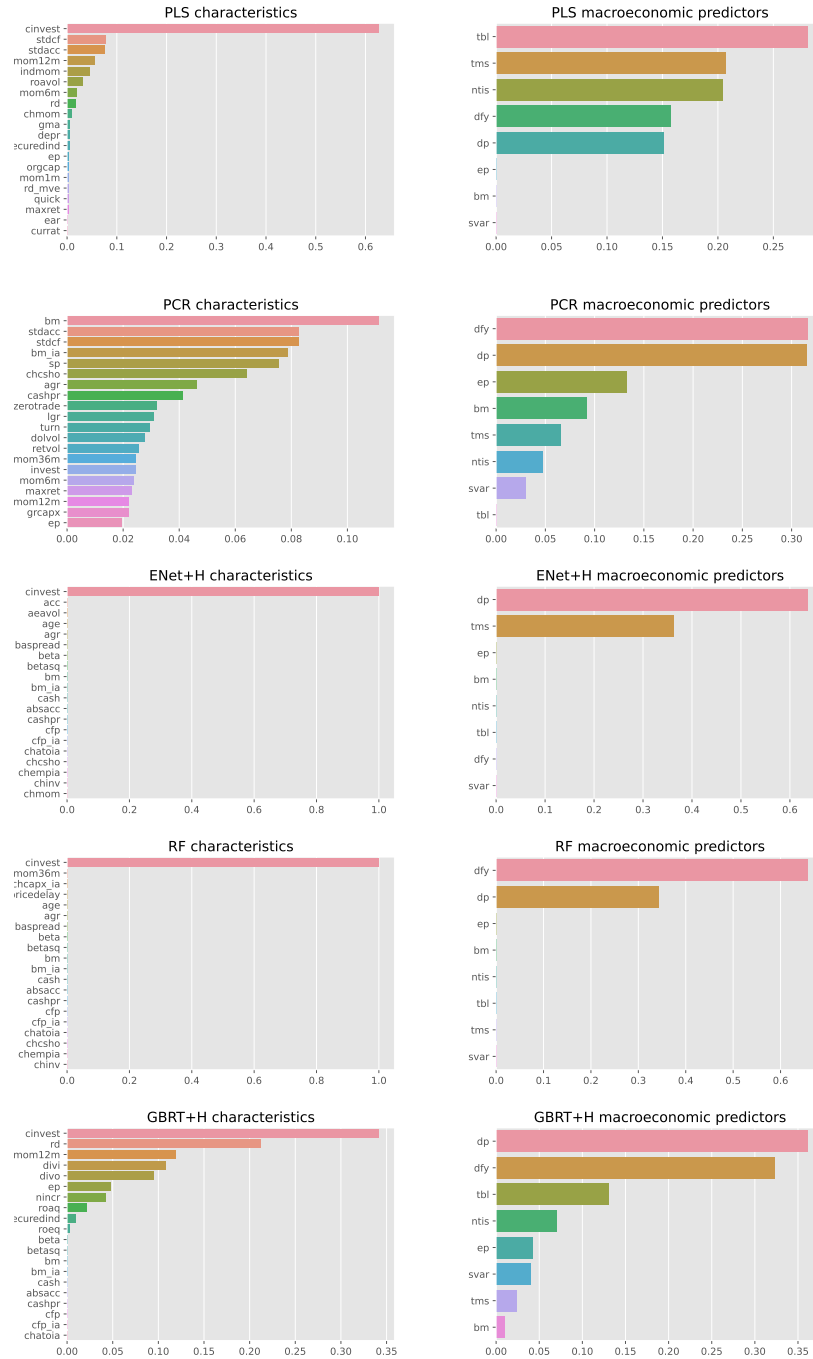 PLS characteristics
cinvest
stdcf
stdacc
mom12m
indmom
roavol
mom6m
rd
chmom
gma
depr
ecuredind
ep
orgcap
mom1m
rd_mve
quick
maxret
ear
currat
0.0 0.1 0.2 0.3 0.4 0.5 0.6
PLS macroeconomic predictors
tbl
tms
ntis
dfy
dp
ep
bm
svar
0.00 0.05 0.10 0.15 0.20 0.25
PCR characteristics
bm
stdacc
stdcf
bm_ia
sp
chcsho
agr
cashpr
zerotrade
lgr
turn
dolvol
retvol
mom36m
invest
mom6m
maxret
mom12m
grcapx
ep
0.00 0.02 0.04 0.06 0.08 0.10
PCR macroeconomic predictors
dfy
dp
ep
bm
tms
ntis
svar
tbl
0.00 0.05 0.10 0.15 0.20 0.25 0.30
ENet+H characteristics
cinvest
acc
aeavol
age
agr
baspread
beta
betasq
bm
bm_ia
cash
absacc
cashpr
cfp
cfp_ia
chatoia
chcsho
chempia
chinv
chmom
0.0 0.2 0.4 0.6 0.8 1.0
ENet+H macroeconomic predictors
dp
tms
ep
bm
ntis
tbl
dfy
svar
0.0 0.1 0.2 0.3 0.4 0.5 0.6
RF characteristics
cinvest
mom36m
chcapx_ia
ricedelay
age
agr
baspread
beta
betasq
bm
bm_ia
cash
absacc
cashpr
cfp
cfp_ia
chatoia
chcsho
chempia
chinv
0.0 0.2 0.4 0.6 0.8 1.0
RF macroeconomic predictors
dfy
dp
ep
bm
ntis
tbl
tms
svar
0.0 0.1 0.2 0.3 0.4 0.5 0.6
GBRT+H characteristics
cinvest
rd
mom12m
divi
divo
ep
nincr
roaq
ecuredind
roeq
beta
betasq
bm
bm_ia
cash
absacc
cashpr
cfp
cfp_ia
chatoia
0.00 0.05 0.10 0.15 0.20 0.25 0.30 0.35
GBRT+H macroeconomic predictors
dp
dfy
tbl
ntis
ep
svar
tms
bm
0.00 0.05 0.10 0.15 0.20 0.25 0.30 0.35